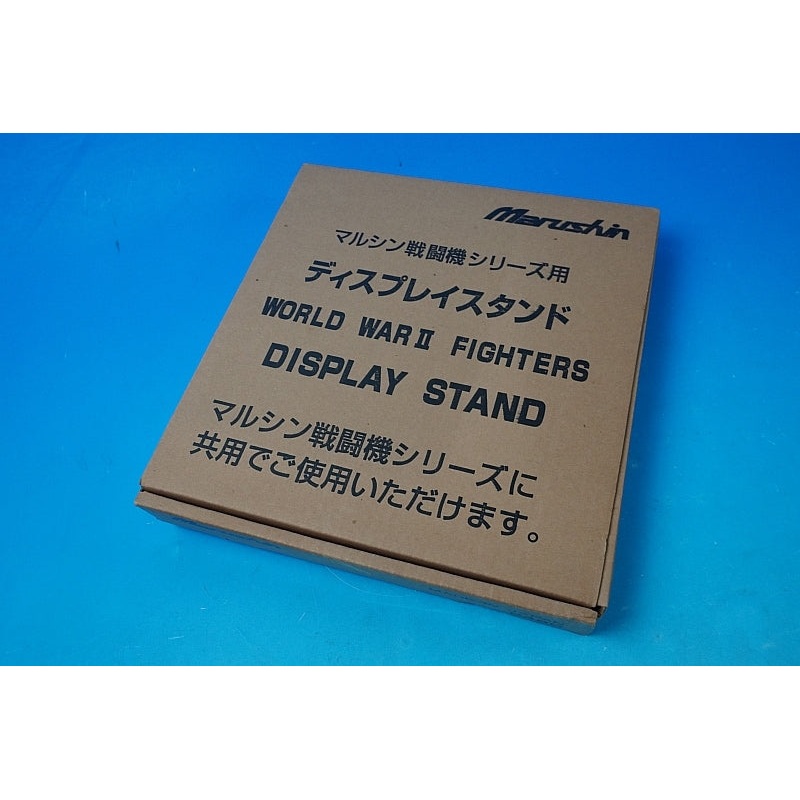 Marushin
マルシン戦闘機シリーズ用
ディスプレイスタンド
WORLD WAR II FIGHTERS
DISPLAY STAND
マルシン戦闘機シリーズに
共用でご使用いただけます。